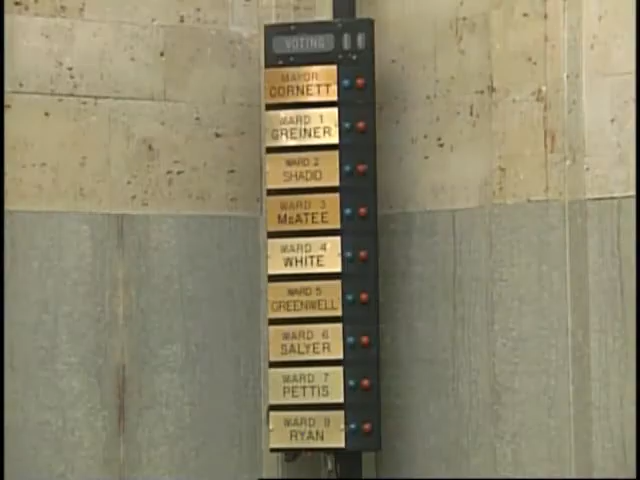 VOTING
MAYOR
CORNETT
WARD 1
GREINER
WARD 2
SHADID
WARD 3
McATEE
WARD 4
WHITE
WARD 5
GREENWELL
WARD 6
SALYER
WARD 7
PETTIS
WARD 8
RYAN